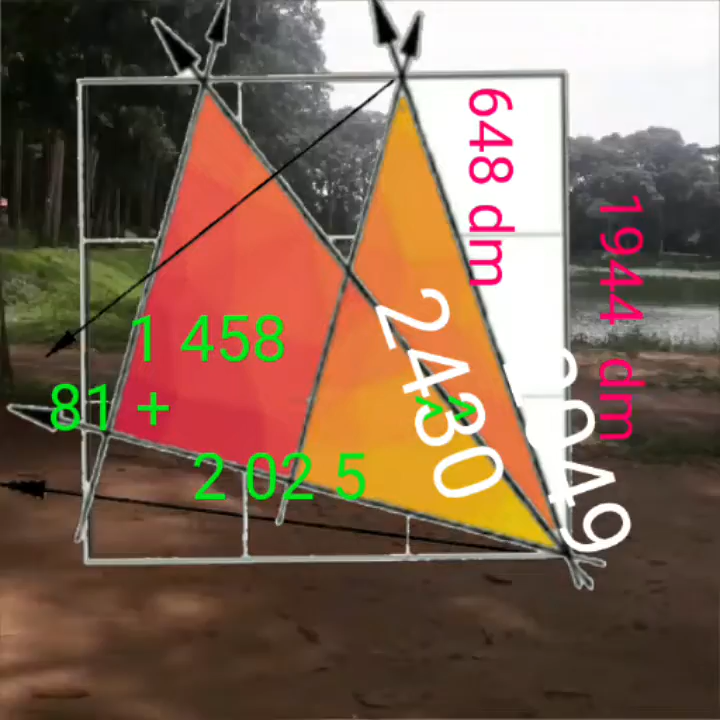 648 dm
1944 dm
1 458
81 +
2430
^ ^
2 02 5